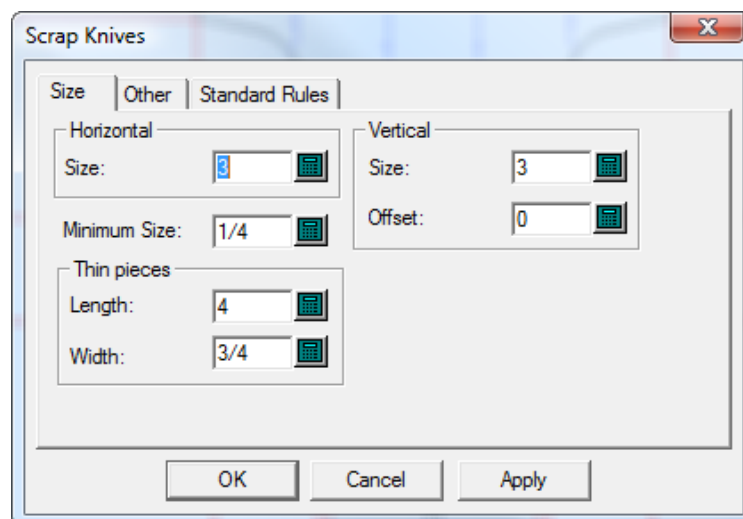 Scrap Knives
Size Other Standard Rules
Horizontal Vertical
Size: 3 Size: 3
Minimum Size: 1/4 Offset: 0
Thin pieces
Length: 4
Width: 3/4
OK Cancel Apply